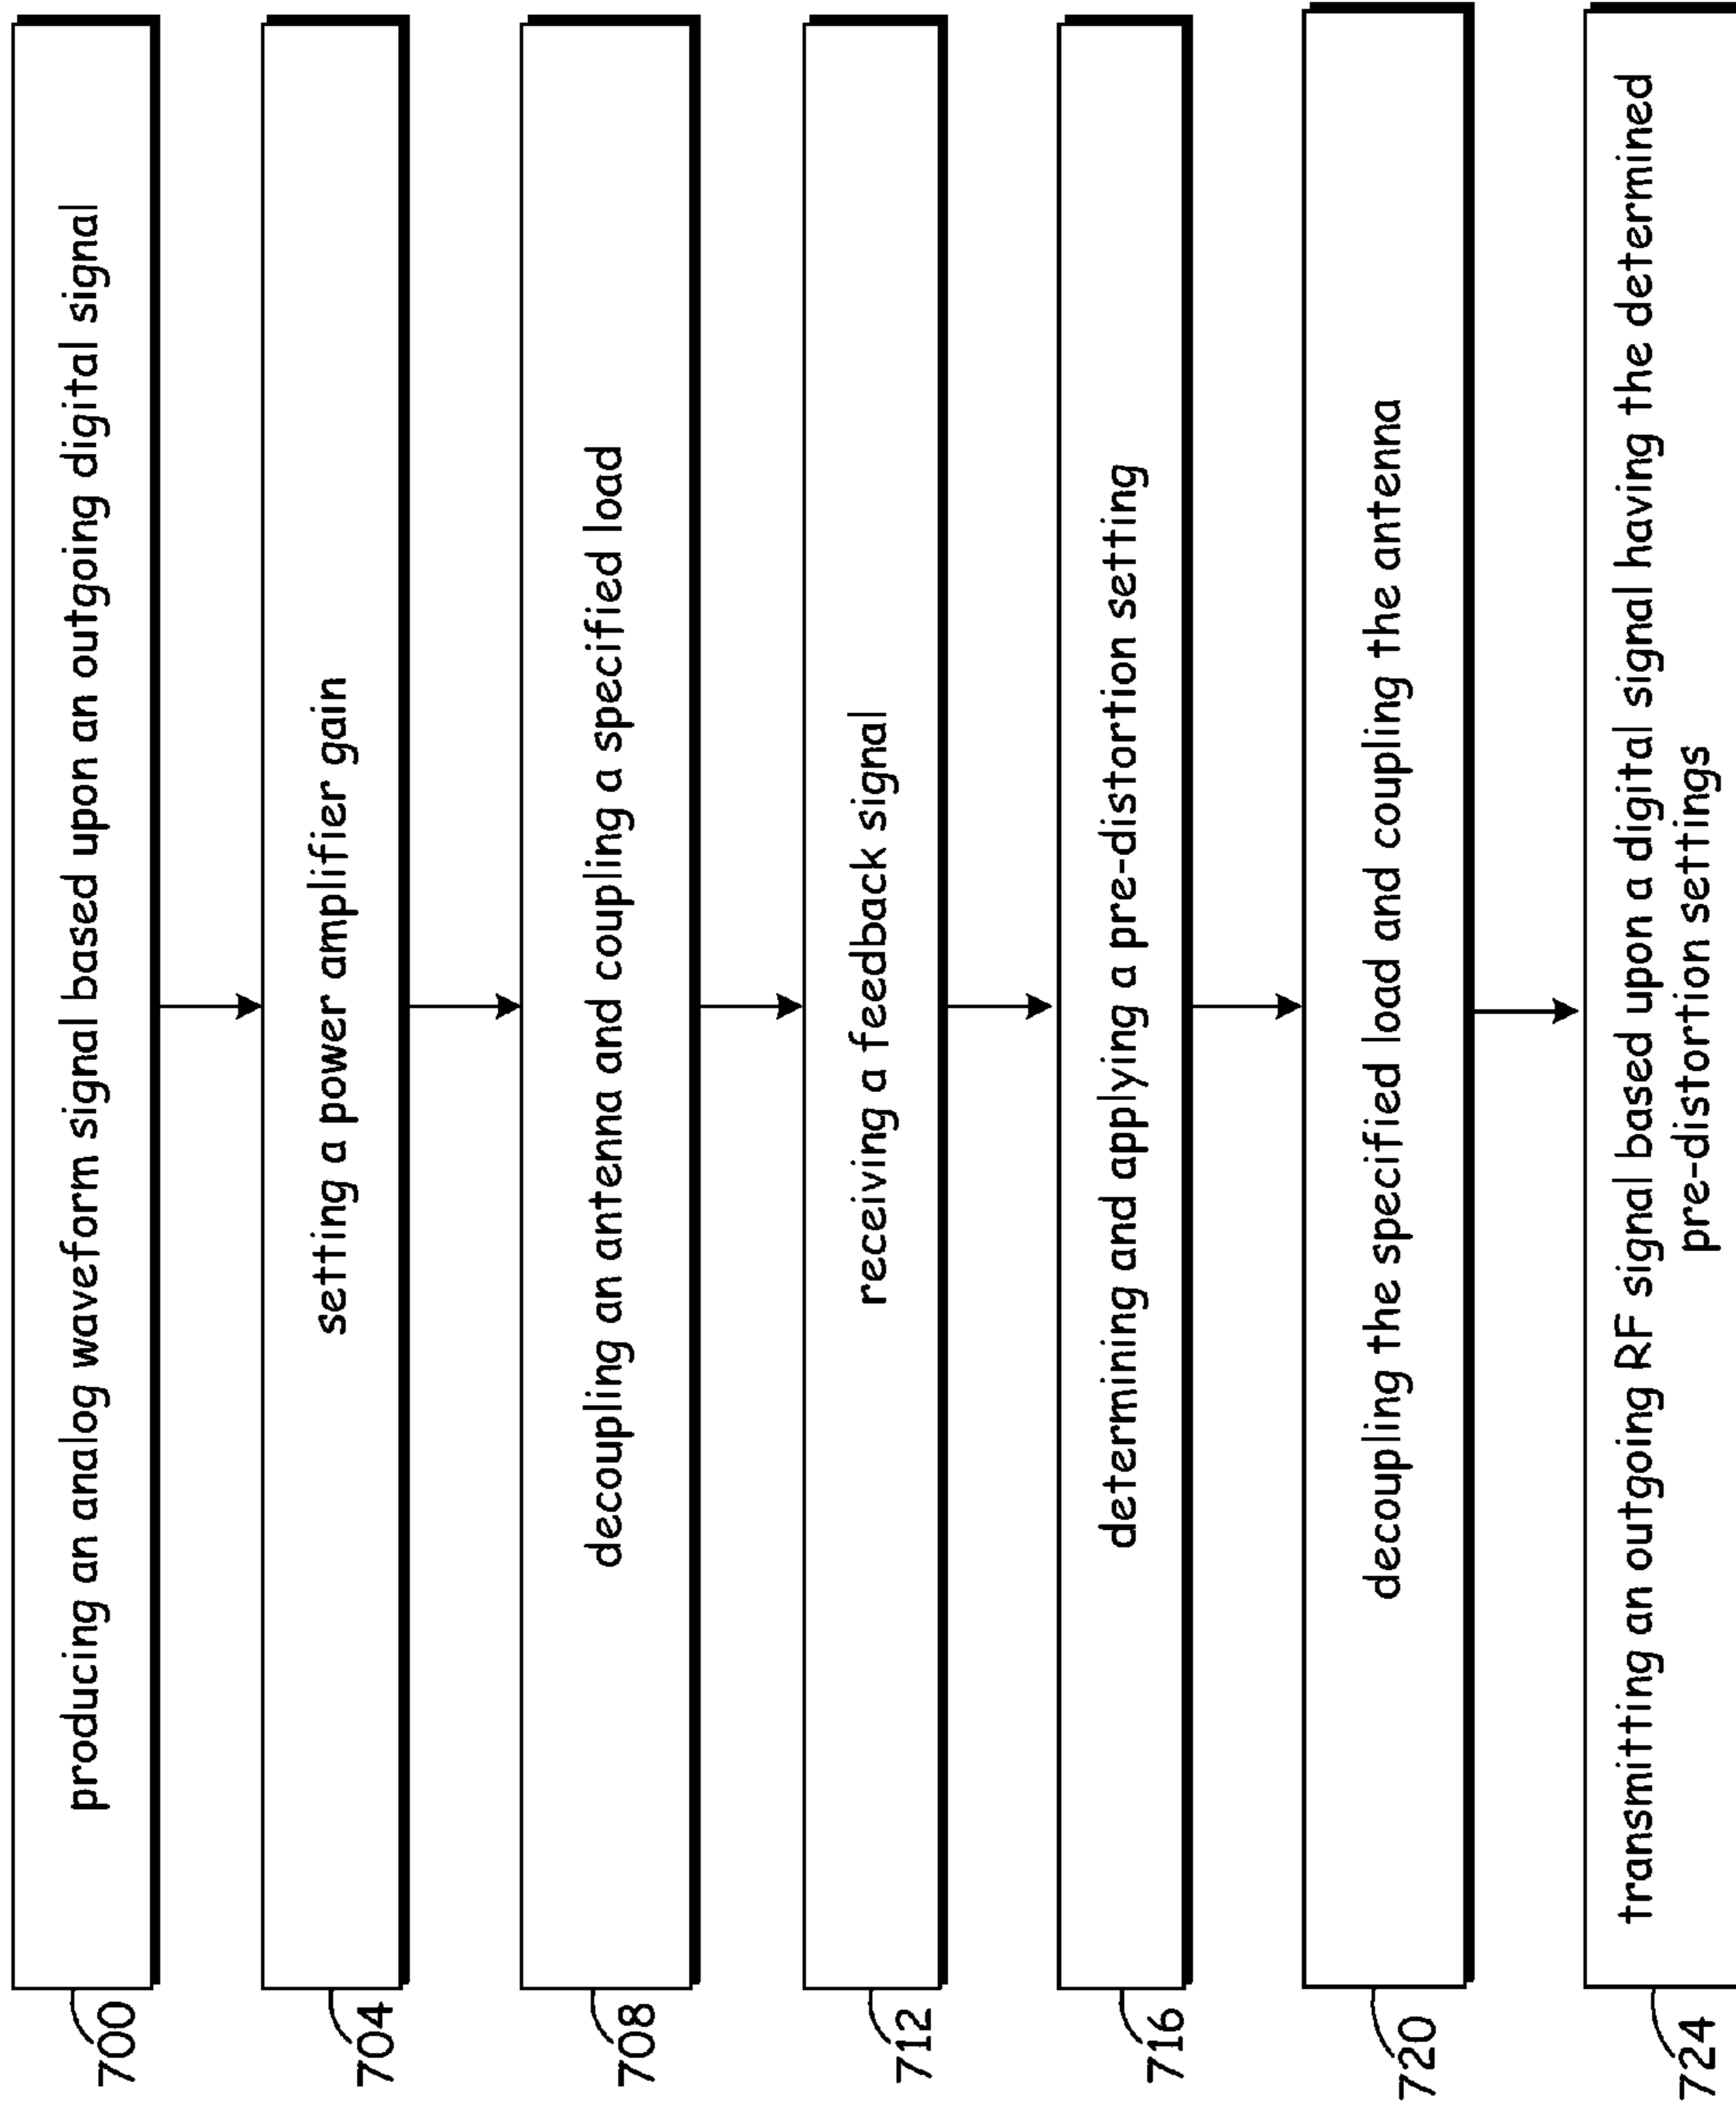 700
producing an analog waveform signal based upon an outgoing digital signal
704
setting a power amplifier gain
708
decoupling an antenna and coupling a specified load
712
receiving a feedback signal
716
determining and applying a pre-distortion setting
720
decoupling the specified load and coupling the antenna
724
transmitting an outgoing RF signal based upon a digital signal having the determined
pre-distortion settings